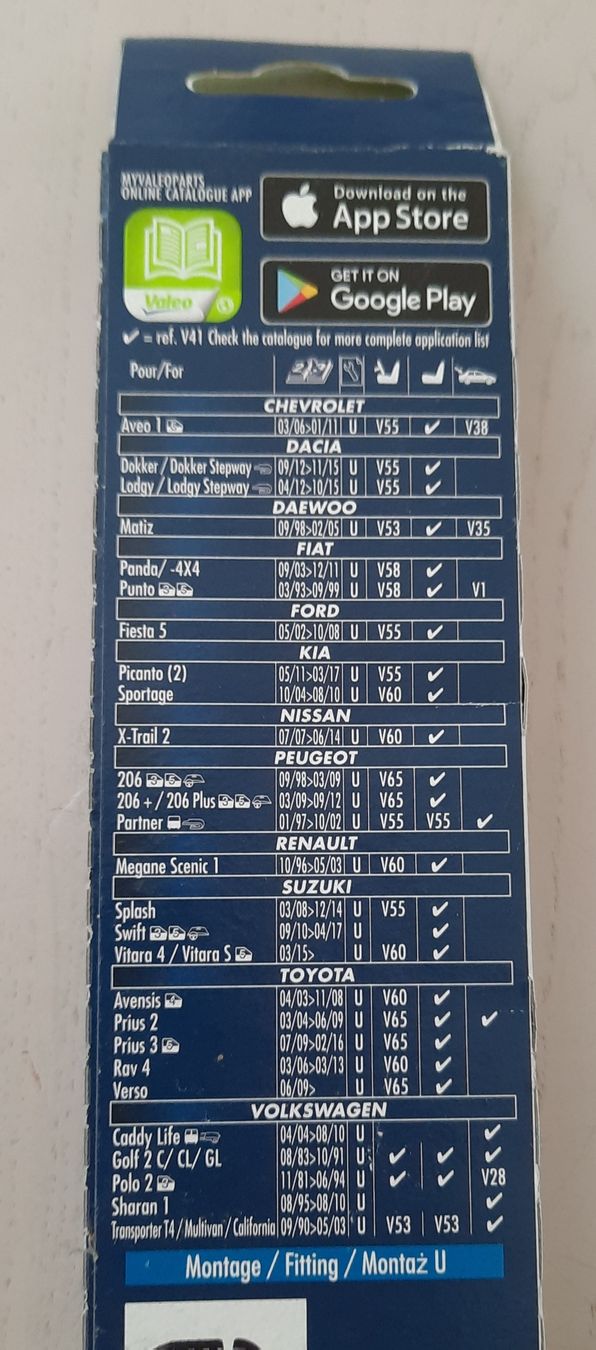 MYVALEOPARTS
ONLINE CATALOGUE APP
Download on the
App Store
Valeo
GET IT ON
Google Play
✔ = ref. V41 Check the catalogue for more complete application list
Pour/For
CHEVROLET
Aveo 1 03/06>01/11 U V55 ✔ V38
DACIA
Dokker / Dokker Stepway 09/12>11/15 U V55 ✔
Lodgy / Lodgy Stepway 04/12>10/15 U V55 ✔
DAEWOO
Matiz 09/98>02/05 U V53 ✔ V35
FIAT
Panda/ -4X4 09/03>12/11 U V58 ✔
Punto 03/93>09/99 U V58 ✔ V1
FORD
Fiesta 5 05/02>10/08 U V55 ✔
KIA
Picanto (2) 05/11>03/17 U V55 ✔
Sportage 10/04>08/10 U V60 ✔
NISSAN
X-Trail 2 07/07>06/14 U V60 ✔
PEUGEOT
206 09/98>03/09 U V65 ✔
206 + / 206 Plus 03/09>09/12 U V65 ✔
Partner 01/97>10/02 U V55 V55 ✔
RENAULT
Megane Scenic 1 10/96>05/03 U V60 ✔
SUZUKI
Splash 03/08>12/14 U V55 ✔
Swift 09/10>04/17 U ✔
Vitara 4 / Vitara S 03/15> U V60 ✔
TOYOTA
Avensis 04/03>11/08 U V60 ✔
Prius 2 03/04>06/09 U V65 ✔ ✔
Prius 3 07/09>02/16 U V65 ✔
Rav 4 03/06>03/13 U V60 ✔
Verso 06/09> U V65 ✔
VOLKSWAGEN
Caddy Life 04/04>08/10 U ✔
Golf 2 C/ CL/ GL 08/83>10/91 U ✔ ✔ ✔
Polo 2 11/81>06/94 U ✔ ✔ V28
Sharan 1 08/95>08/10 U ✔
Transporter T4 / Multivan / California 09/90>05/03 U V53 V53 ✔
Montage / Fitting / Montaż U